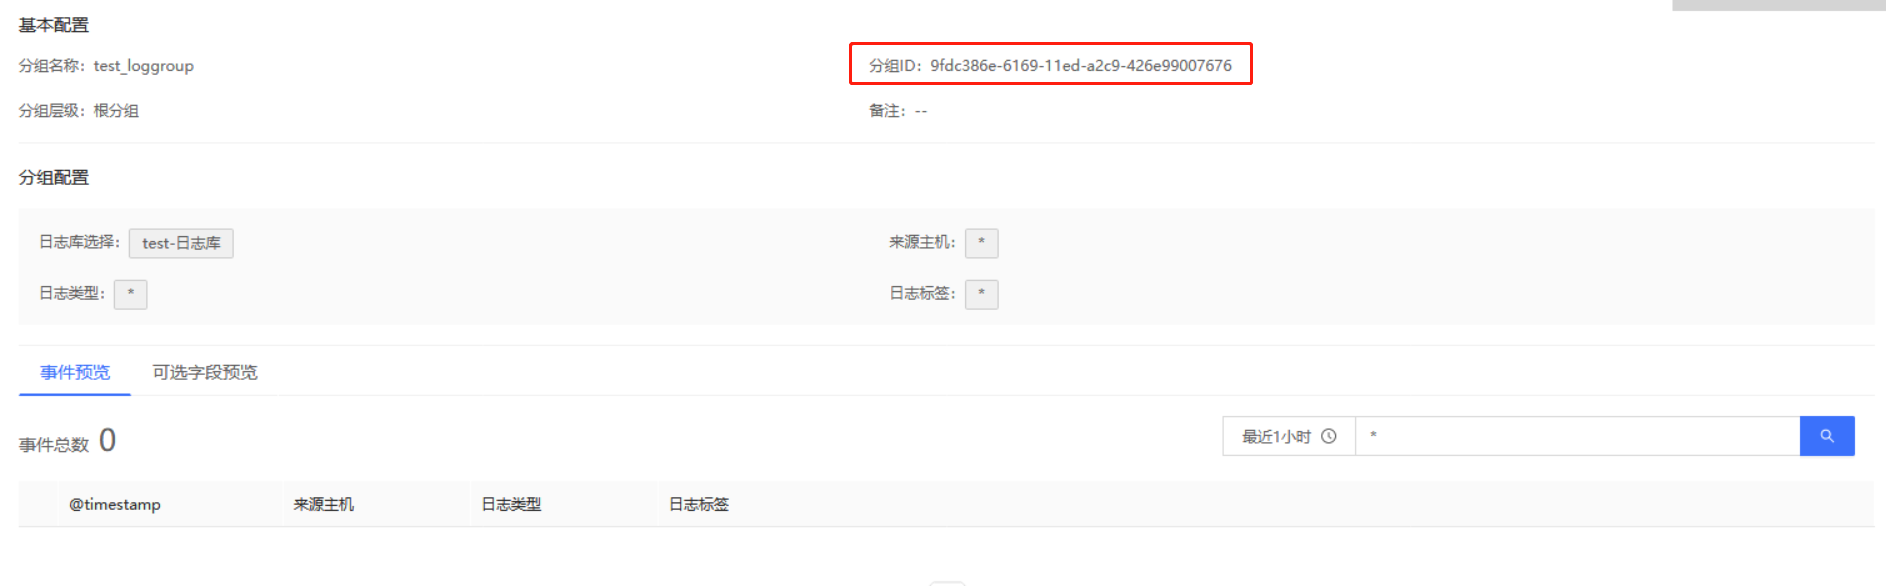 基本配置
分组名称：test_loggroup
分组ID：9fdc386e-6169-11ed-a2c9-426e99007676
分组层级：根分组
备注：--
分组配置
日志库选择：test-日志库
来源主机：*
日志类型：*
日志标签：*
事件预览 可选字段预览
事件总数 0
最近1小时 *
@timestamp 来源主机 日志类型 日志标签